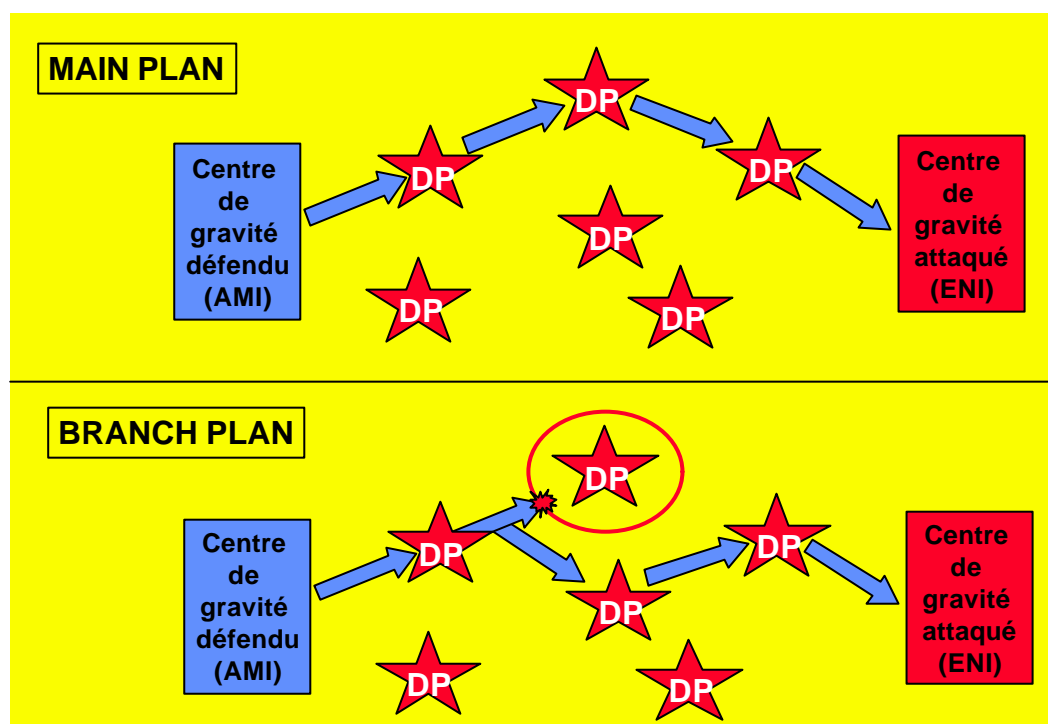 MAIN PLAN
DP
DP
DP
Centre
de
gravité
défendu
(AMI)
Centre
de
gravité
attaqué
(ENI)
DP
DP
DP
BRANCH PLAN
DP
DP
DP
Centre
de
gravité
défendu
(AMI)
Centre
de
gravité
attaqué
(ENI)
DP
DP
DP